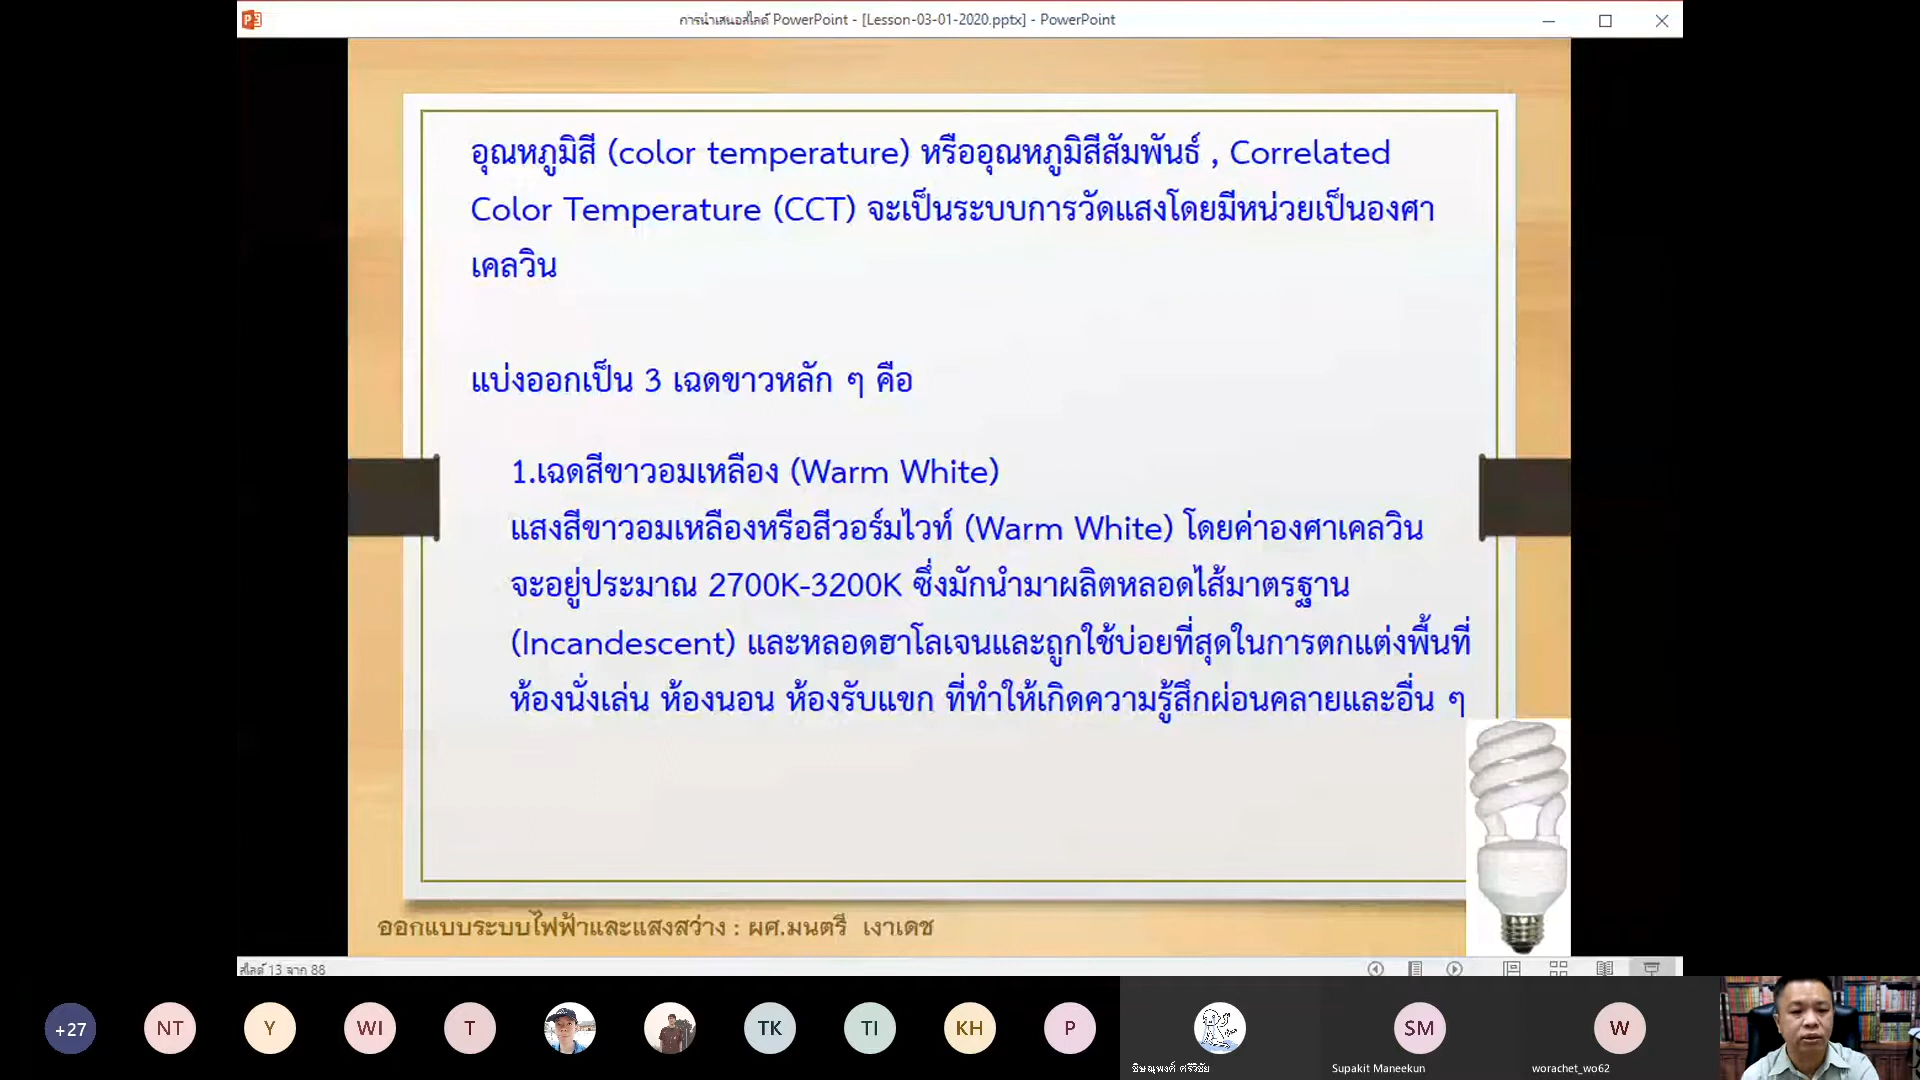 การนำเสนอสไลด์ PowerPoint - [Lesson-03-01-2020.pptx] - PowerPoint
อุณหภูมิสี (color temperature) หรืออุณหภูมิสีสัมพันธ์ , Correlated
Color Temperature (CCT) จะเป็นระบบการวัดแสงโดยมีหน่วยเป็นองศา
เคลวิน
แบ่งออกเป็น 3 เฉดขาวหลัก ๆ คือ
1.เฉดสีขาวอมเหลือง (Warm White)
แสงสีขาวอมเหลืองหรือสีวอร์มไวท์ (Warm White) โดยค่าองศาเคลวิน
จะอยู่ประมาณ 2700K-3200K ซึ่งมักนำมาผลิตหลอดไส้มาตรฐาน
(Incandescent) และหลอดฮาโลเจนและถูกใช้บ่อยที่สุดในการตกแต่งพื้นที่
ห้องนั่งเล่น ห้องนอน ห้องรับแขก ที่ทำให้เกิดความรู้สึกผ่อนคลายและอื่น ๆ
ออกแบบระบบไฟฟ้าและแสงสว่าง : ผศ.มนตรี เงาเดช
สไลด์ 13 จาก 88
+27
NT
Y
WI
T
TK
TI
KH
P
SM
W
Supakit Maneekun
worachet_wo62